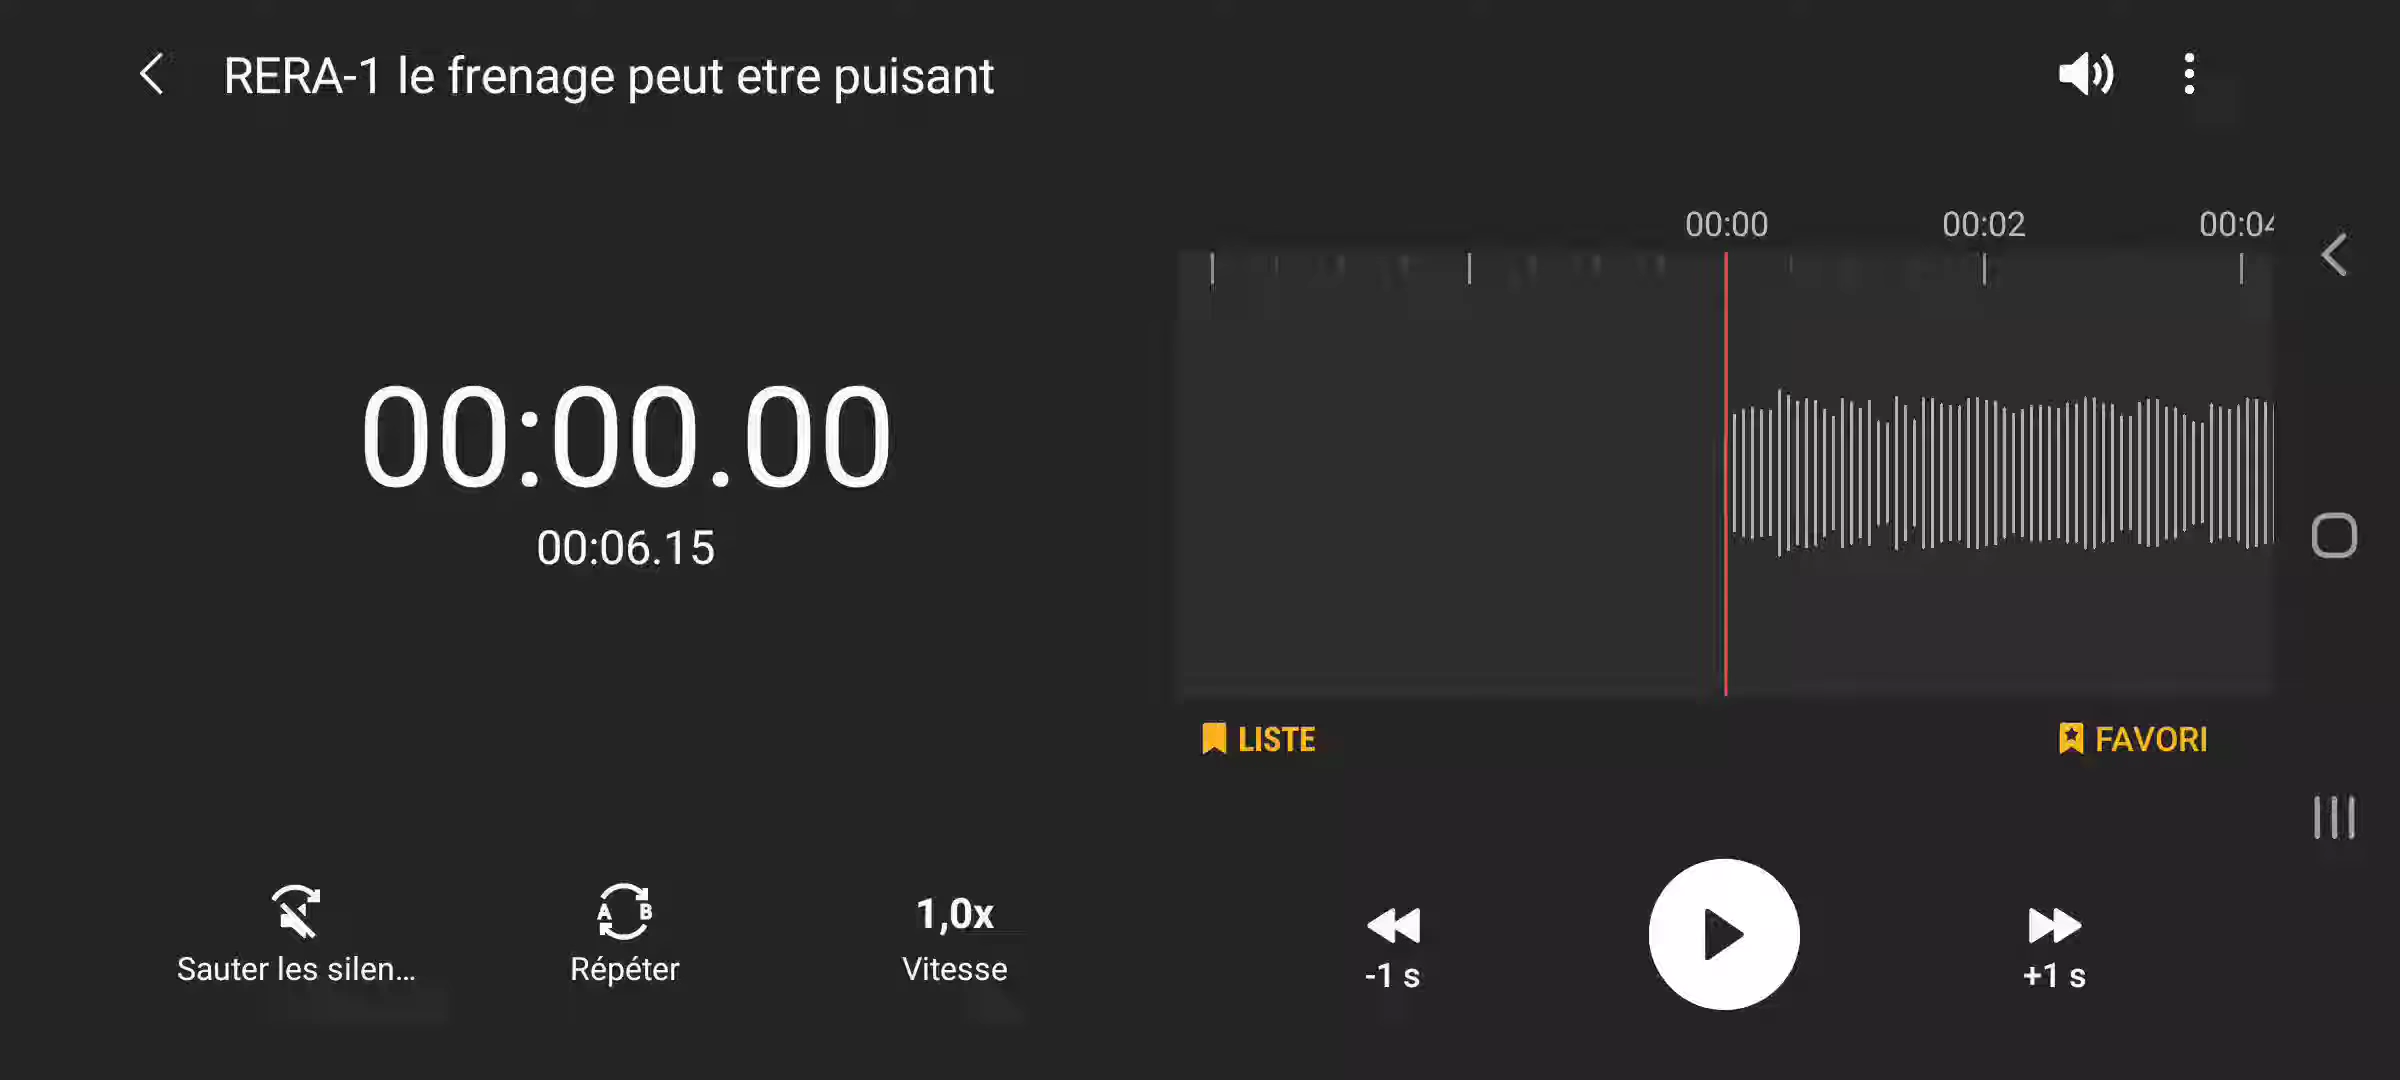 RERA-1 le frenage peut etre puisant
00:00 00:02 00:04
00:00.00
00:06.15
LISTE FAVORI
1,0x
A B
Sauter les silen... Répéter Vitesse
-1 s +1 s